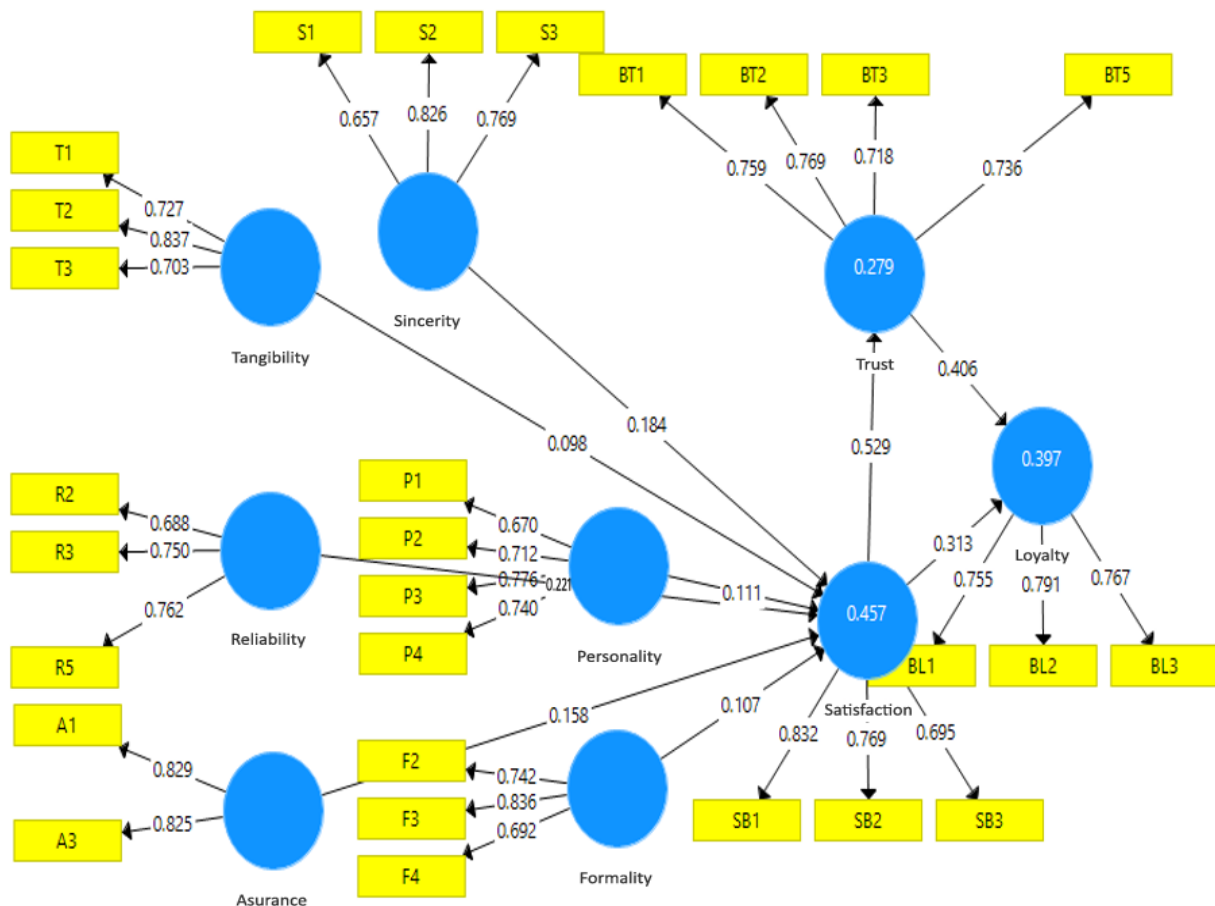 S1
S2
S3
BT1
BT2
BT3
BT5
0.657
0.826
0.769
0.759
0.769
0.718
0.736
T1
T2
T3
0.727
0.837
0.703
Sincerity
Tangibility
0.279
Trust
0.406
0.184
0.098
0.529
0.397
Loyalty
R2
R3
R5
0.688
0.750
0.762
Reliability
P1
P2
P3
P4
0.670
0.712
0.776
0.740
0.221
Personality
0.111
0.313
0.755
0.791
0.767
0.457
Satisfaction
BL1
BL2
BL3
A1
A3
0.829
0.825
Asurance
0.158
0.107
F2
F3
F4
0.742
0.836
0.692
Formality
0.832
0.769
0.695
SB1
SB2
SB3